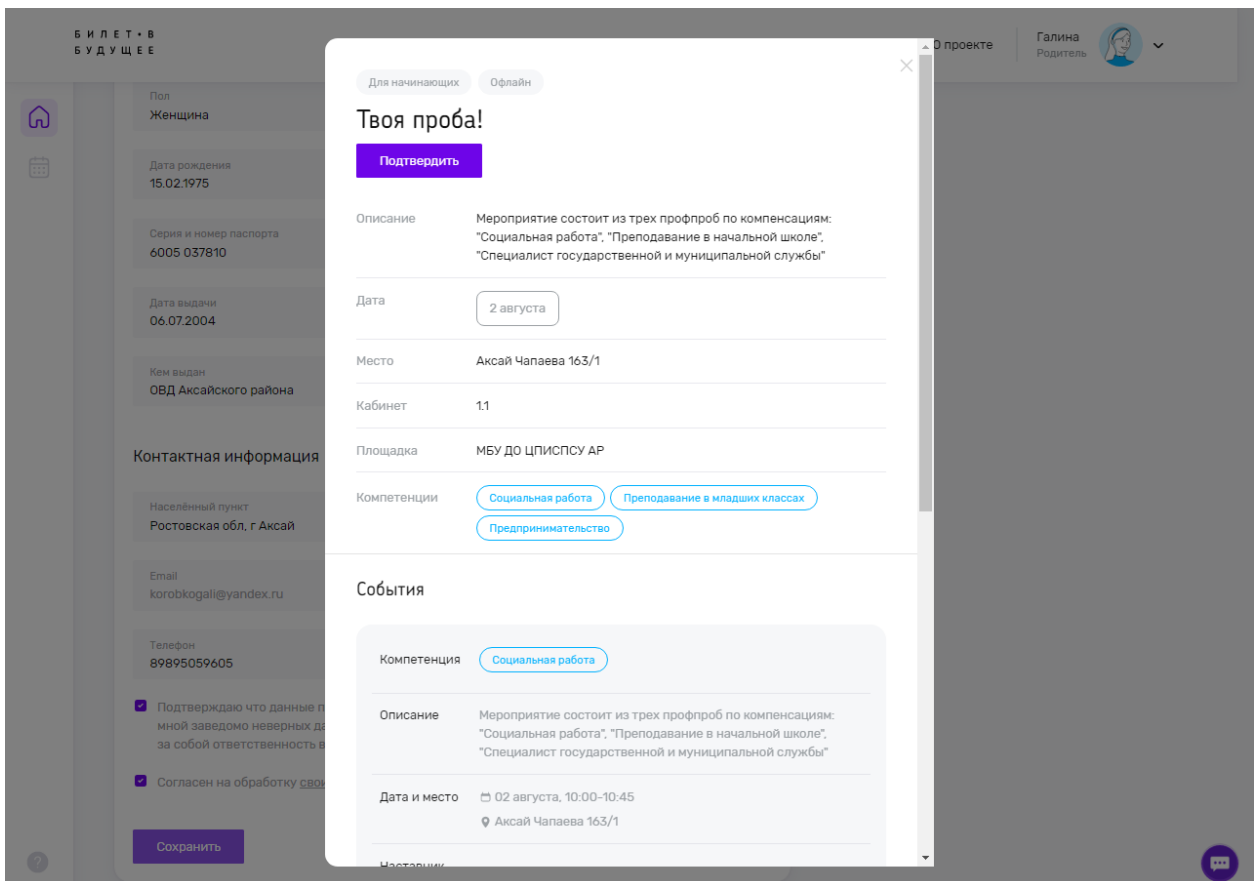 БИЛЕТ • В
БУДУЩЕЕ
О проекте
Галина
Родитель
Пол
Женщина
Дата рождения
15.02.1975
Серия и номер паспорта
6005 037810
Дата выдачи
06.07.2004
Кем выдан
ОВД Аксайского района
Контактная информация
Населённый пункт
Ростовская обл, г Аксай
Email
korobkogali@yandex.ru
Телефон
89895059605
Подтверждаю что данные
мной заведомо неверных
за собой ответственность
Согласен на обработку
Сохранить
?
Для начинающих Офлайн
Твоя проба!
Подтвердить
Описание Мероприятие состоит из трех профпроб по компенсациям:
"Социальная работа", "Преподавание в начальной школе",
"Специалист государственной и муниципальной службы"
Дата 2 августа
Место Аксай Чапаева 163/1
Кабинет 1.1
Площадка МБУ ДО ЦПИСПСУ АР
Компетенции Социальная работа Преподавание в младших классах
Предпринимательство
События
Компетенция Социальная работа
Описание Мероприятие состоит из трех профпроб по компенсациям:
"Социальная работа", "Преподавание в начальной школе",
"Специалист государственной и муниципальной службы"
Дата и место 02 августа, 10:00-10:45
Аксай Чапаева 163/1
Наставник